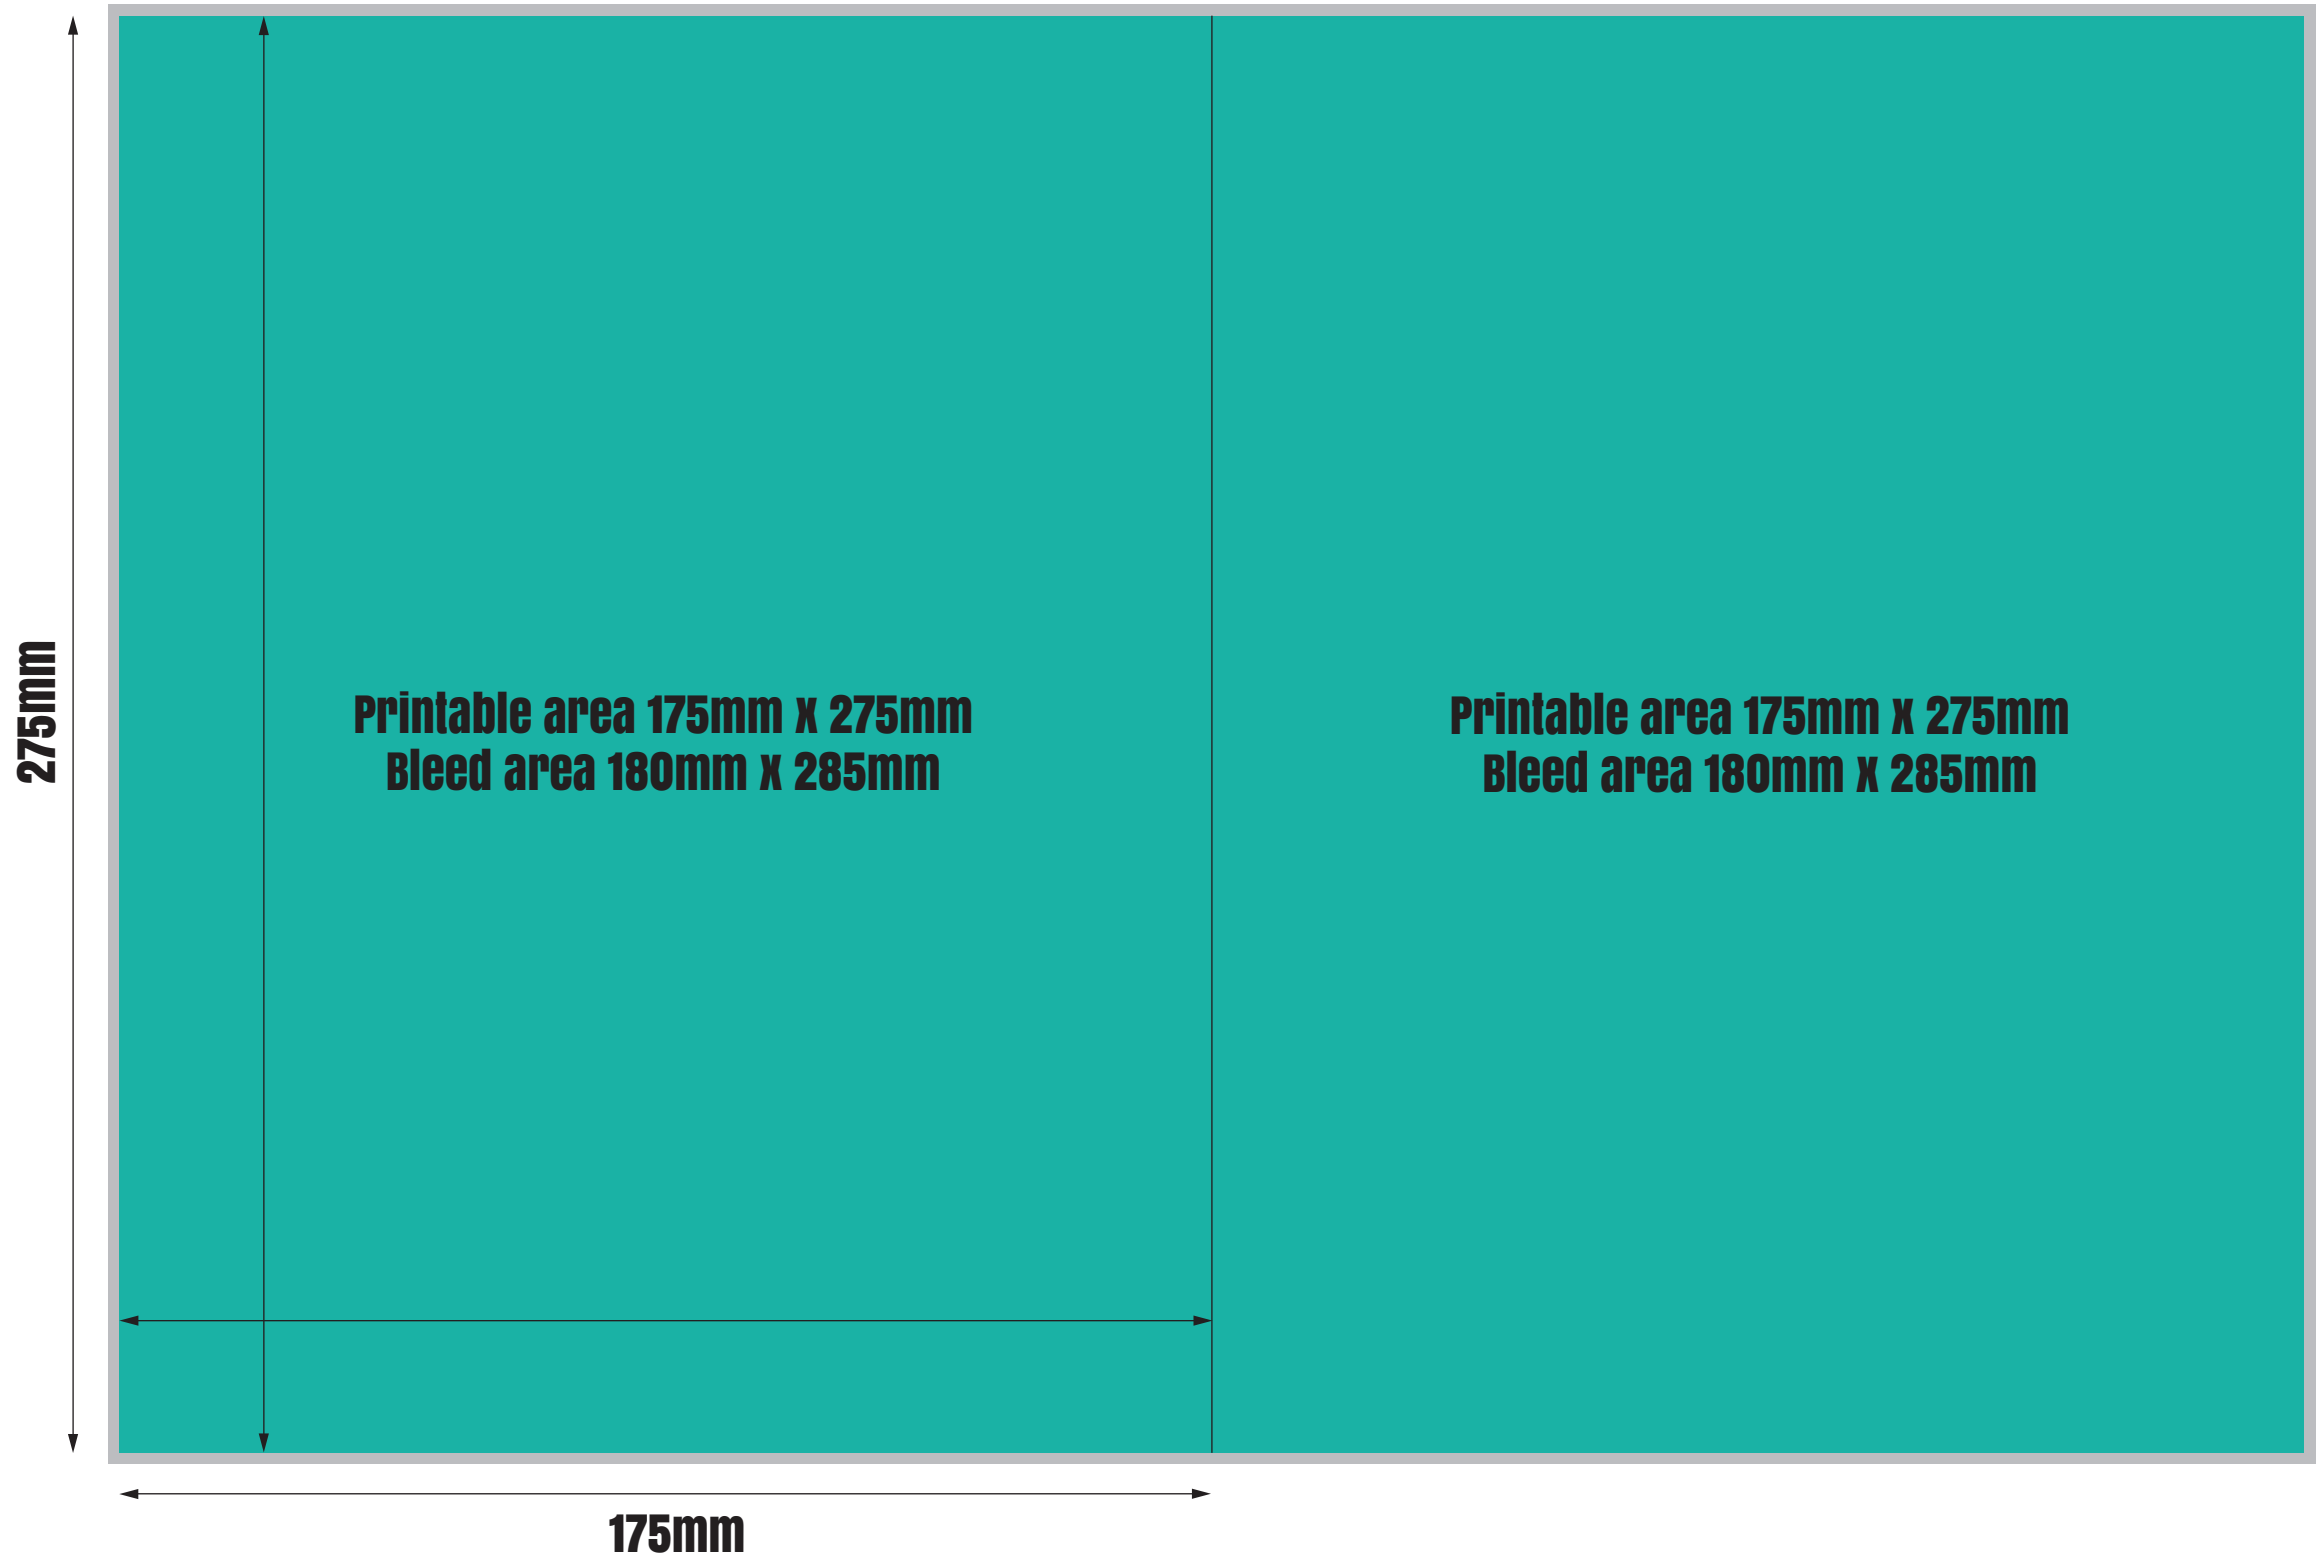 275mm
Printable area 175mm x 275mm
Bleed area 180mm x 285mm
Printable area 175mm x 275mm
Bleed area 180mm x 285mm
175mm